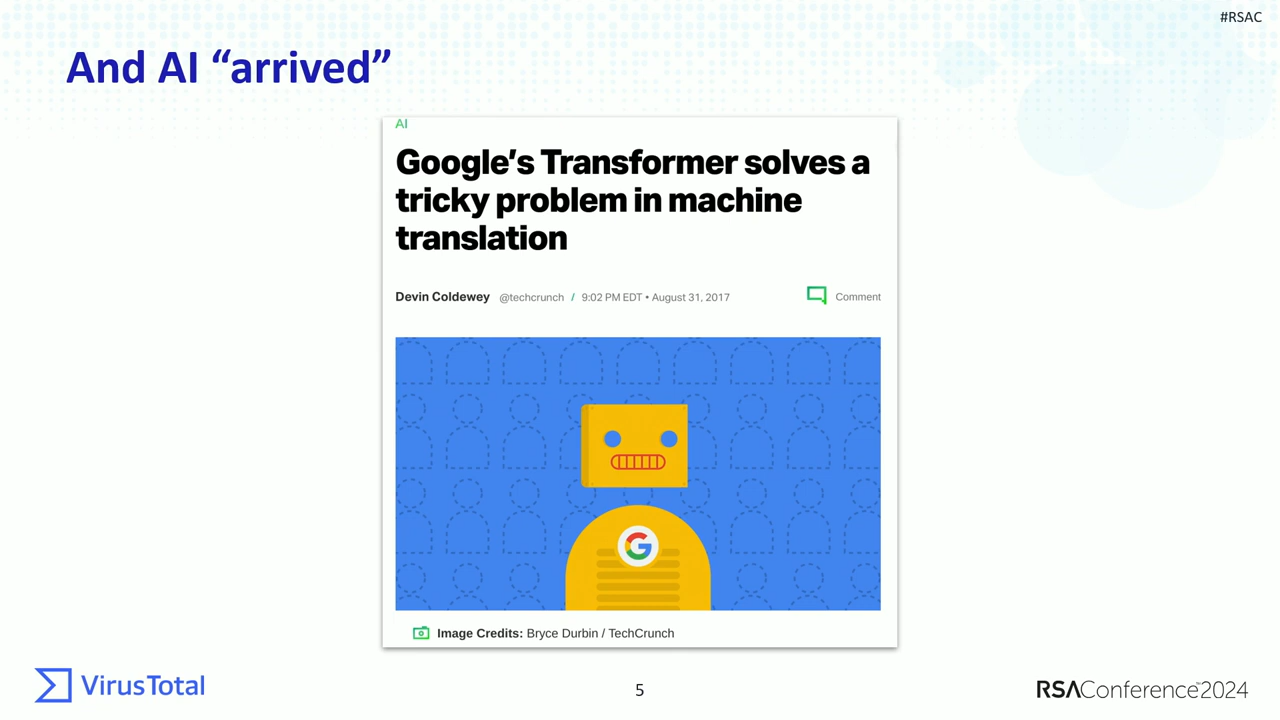 #RSAC
And AI “arrived”
AI
Google’s Transformer solves a
tricky problem in machine
translation
Devin Coldewey @techcrunch / 9:02 PM EDT • August 31, 2017
Comment
G
Image Credits: Bryce Durbin / TechCrunch
VirusTotal
5
RSAConference™2024